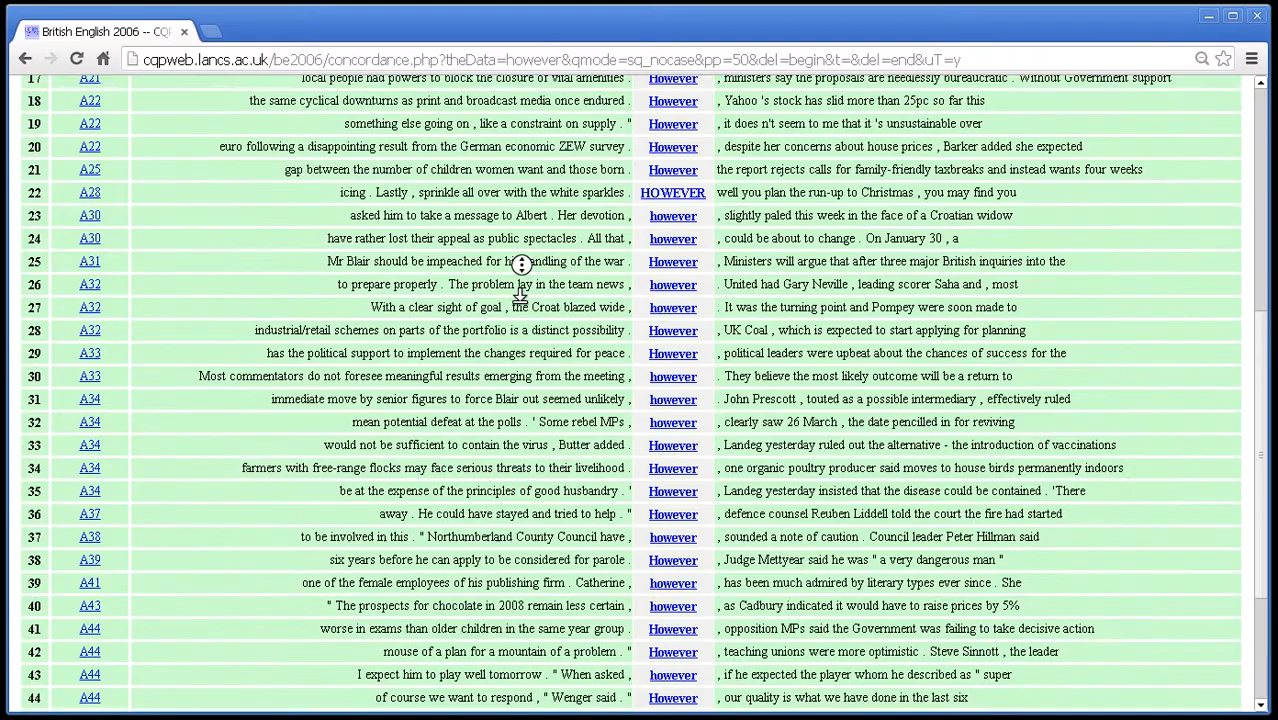 British English 2006 -- CQP
cqpweb.lancs.ac.uk/be2006/concordance.php?theData=however&qmode=sq_nocase&pp=50&del=begin&t=&del=end&uT=y
17 A21 local people had powers to block the closure of vital amenities . However , ministers say the proposals are needlessly bureaucratic . Without Government support
18 A22 the same cyclical downturns as print and broadcast media once endured . However , Yahoo 's stock has slid more than 25pc so far this
19 A22 something else going on , like a constraint on supply . " However , it does n't seem to me that it 's unsustainable over
20 A22 euro following a disappointing result from the German economic ZEW survey . However , despite her concerns about house prices , Barker added she expected
21 A25 gap between the number of children women want and those born . However the report rejects calls for family-friendly taxbreaks and instead wants four weeks
22 A28 icing . Lastly , sprinkle all over with the white sparkles . HOWEVER well you plan the run-up to Christmas , you may find you
23 A30 asked him to take a message to Albert . Her devotion , however , slightly paled this week in the face of a Croatian widow
24 A30 have rather lost their appeal as public spectacles . All that , however , could be about to change . On January 30 , a
25 A31 Mr Blair should be impeached for handling of the war . However , Ministers will argue that after three major British inquiries into the
26 A32 to prepare properly . The problem lay in the team news , however . United had Gary Neville , leading scorer Saha and , most
27 A32 With a clear sight of goal , the Croat blazed wide , however . It was the turning point and Pompey were soon made to
28 A32 industrial/retail schemes on parts of the portfolio is a distinct possibility . However , UK Coal , which is expected to start applying for planning
29 A33 has the political support to implement the changes required for peace . However , political leaders were upbeat about the chances of success for the
30 A33 Most commentators do not foresee meaningful results emerging from the meeting , however . They believe the most likely outcome will be a return to
31 A34 immediate move by senior figures to force Blair out seemed unlikely , however . John Prescott , touted as a possible intermediary , effectively ruled
32 A34 mean potential defeat at the polls . ' Some rebel MPs , however , clearly saw 26 March , the date pencilled in for reviving
33 A34 would not be sufficient to contain the virus , Butter added . However , Landeg yesterday ruled out the alternative - the introduction of vaccinations
34 A34 farmers with free-range flocks may face serious threats to their livelihood . However , one organic poultry producer said moves to house birds permanently indoors
35 A34 be at the expense of the principles of good husbandry . ' However , Landeg yesterday insisted that the disease could be contained . 'There
36 A37 away . He could have stayed and tried to help . " However , defence counsel Reuben Liddell told the court the fire had started
37 A38 to be involved in this . " Northumberland County Council have , however , sounded a note of caution . Council leader Peter Hillman said
38 A39 six years before he can apply to be considered for parole . However , Judge Mettyear said he was " a very dangerous man "
39 A41 one of the female employees of his publishing firm . Catherine , however , has been much admired by literary types ever since . She
40 A43 " The prospects for chocolate in 2008 remain less certain , however , as Cadbury indicated it would have to raise prices by 5%
41 A44 worse in exams than older children in the same year group . However , opposition MPs said the Government was failing to take decisive action
42 A44 mouse of a plan for a mountain of a problem . " However , teaching unions were more optimistic . Steve Sinnott , the leader
43 A44 I expect him to play well tomorrow . " When asked , however , if he expected the player whom he described as " super
44 A44 of course we want to respond , " Wenger said . " However , our quality is what we have done in the last six